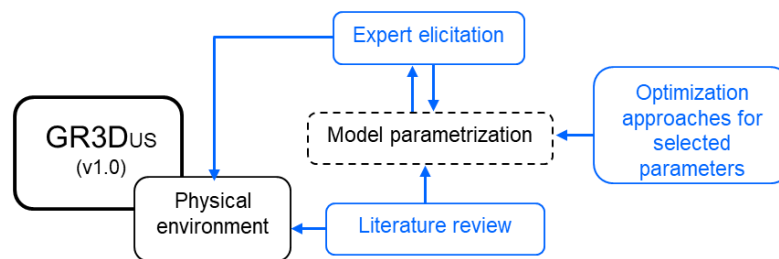 Expert elicitation
GR3DUS
(v1.0)
Model parametrization
Optimization
approaches for
selected
parameters
Physical
environment
Literature review